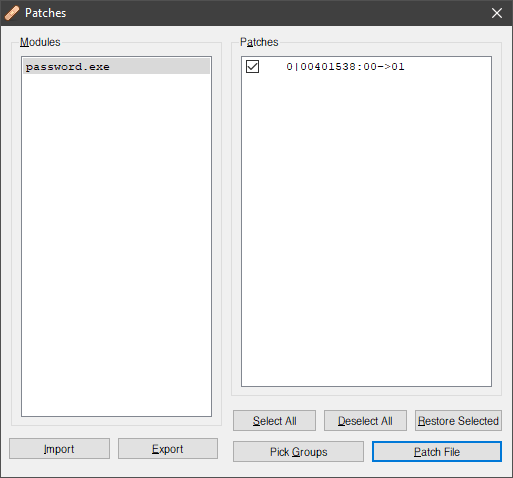 Patches
Modules
password.exe
Patches
0|00401538:00->01
Select All
Deselect All
Restore Selected
Import
Export
Pick Groups
Patch File